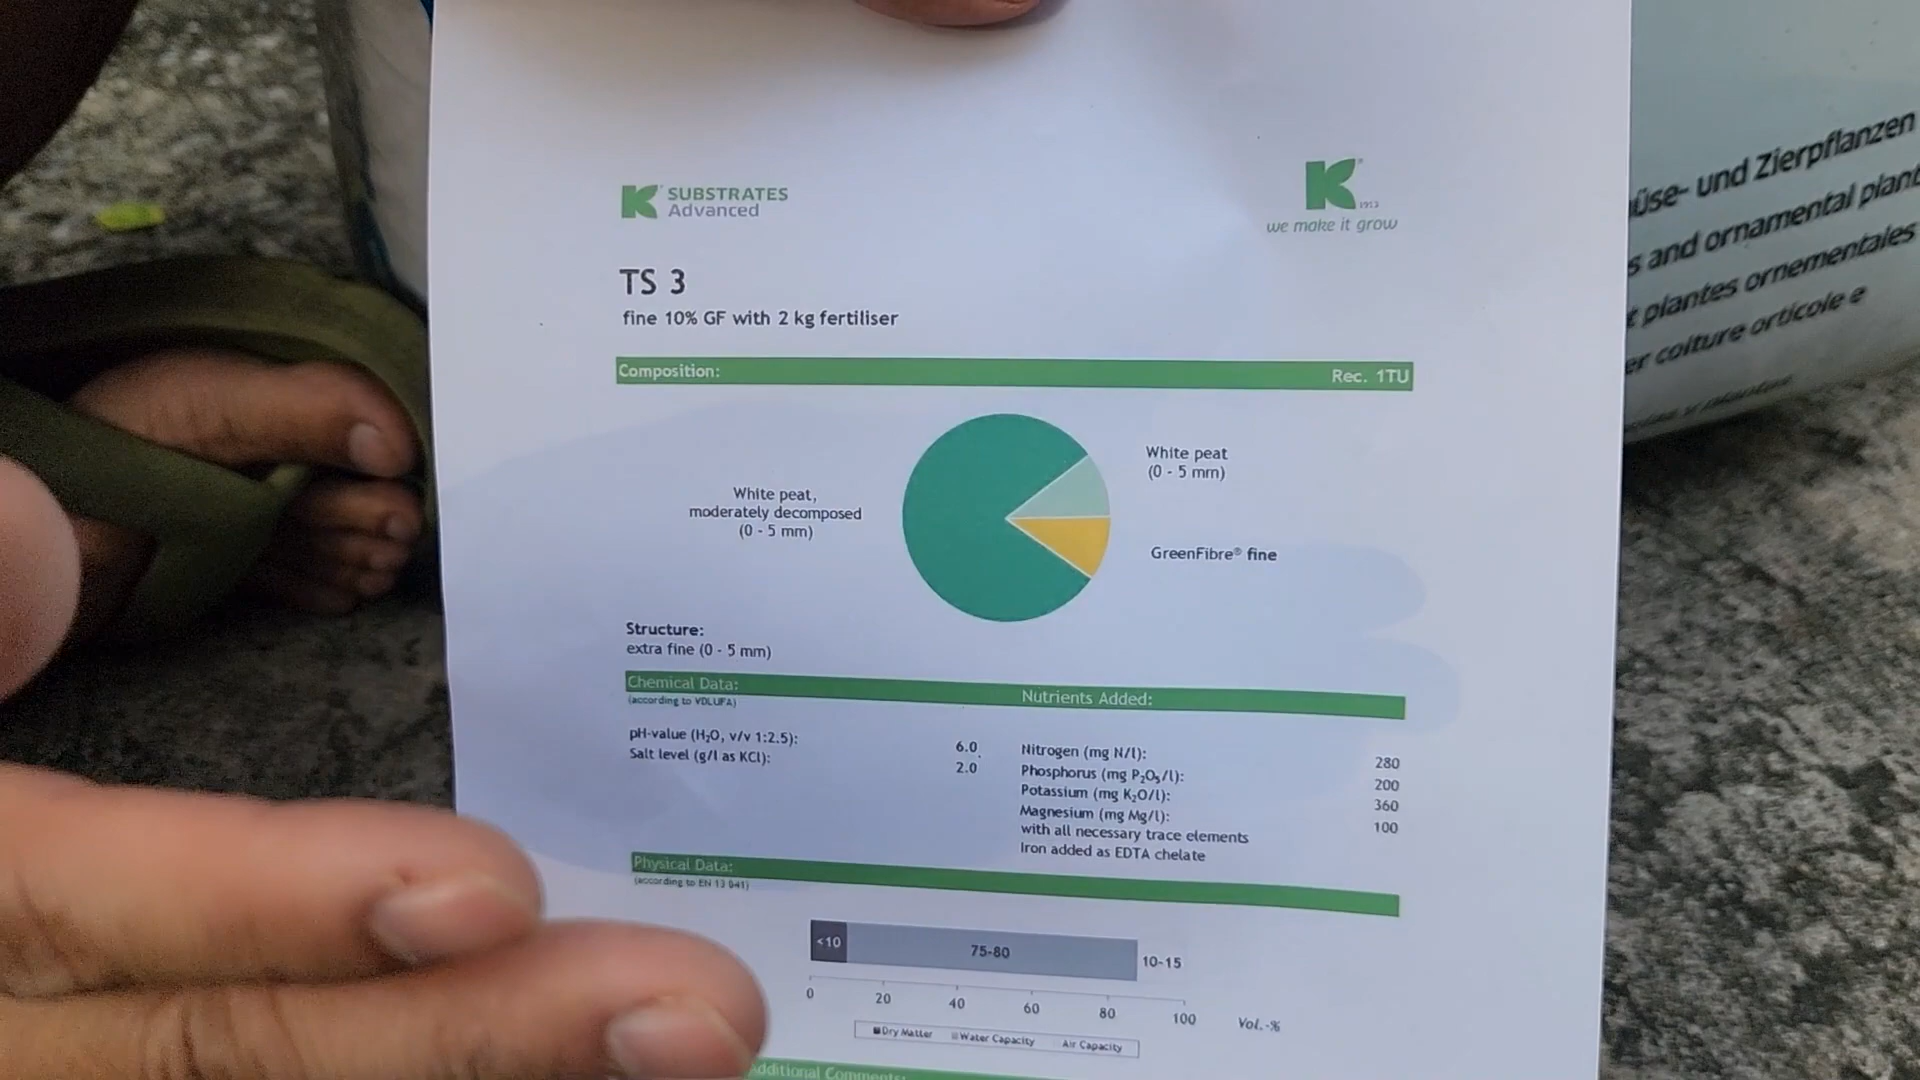 SUBSTRATES
Advanced
1913
we make it grow
TS 3
fine 10% GF with 2 kg fertiliser
Composition:
Rec. 1TU
White peat
(0 - 5 mm)
White peat,
moderately decomposed
(0 - 5 mm)
GreenFibre® fine
Structure:
extra fine (0 - 5 mm)
Chemical Data:
(according to VDLUFA)
Nutrients Added:
pH-value (H₂O, v/v 1:2.5): 6.0
Salt level (g/l as KCl): 2.0
Nitrogen (mg N/l): 280
Phosphorus (mg P₂O₅/l): 200
Potassium (mg K₂O/l): 360
Magnesium (mg Mg/l): 100
with all necessary trace elements
Iron added as EDTA chelate
Physical Data:
(according to EN 13 041)
<10
75-80
10-15
0 20 40 60 80 100 Vol.-%
Dry Matter Water Capacity Air Capacity
Additional Comments:
üse- und Zierpflanzen
s and ornamental plant
t plantes ornementales
er colture orticole e